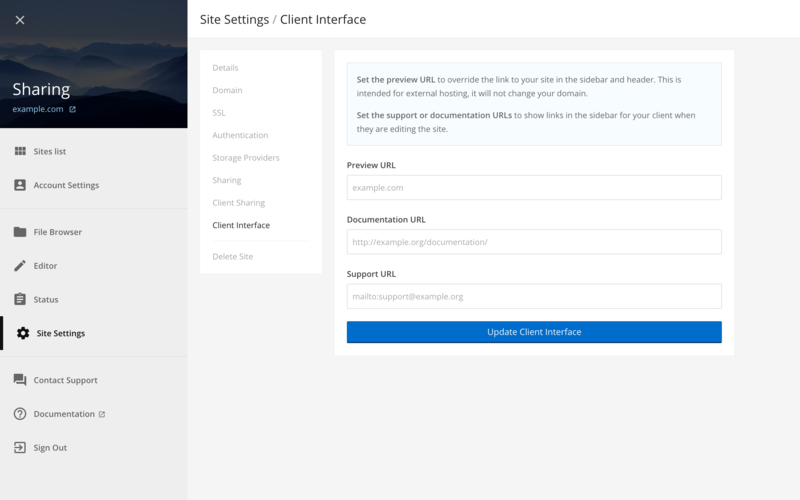 Sharing
example.com
Sites list
Account Settings
File Browser
Editor
Status
Site Settings
Contact Support
Documentation
Sign Out
Site Settings / Client Interface
Details
Domain
SSL
Authentication
Storage Providers
Sharing
Client Sharing
Client Interface
Delete Site
Set the preview URL to override the link to your site in the sidebar and header. This is
intended for external hosting, it will not change your domain.
Set the support or documentation URLs to show links in the sidebar for your client when
they are editing the site.
Preview URL
example.com
Documentation URL
http://example.org/documentation/
Support URL
mailto:support@example.org
Update Client Interface